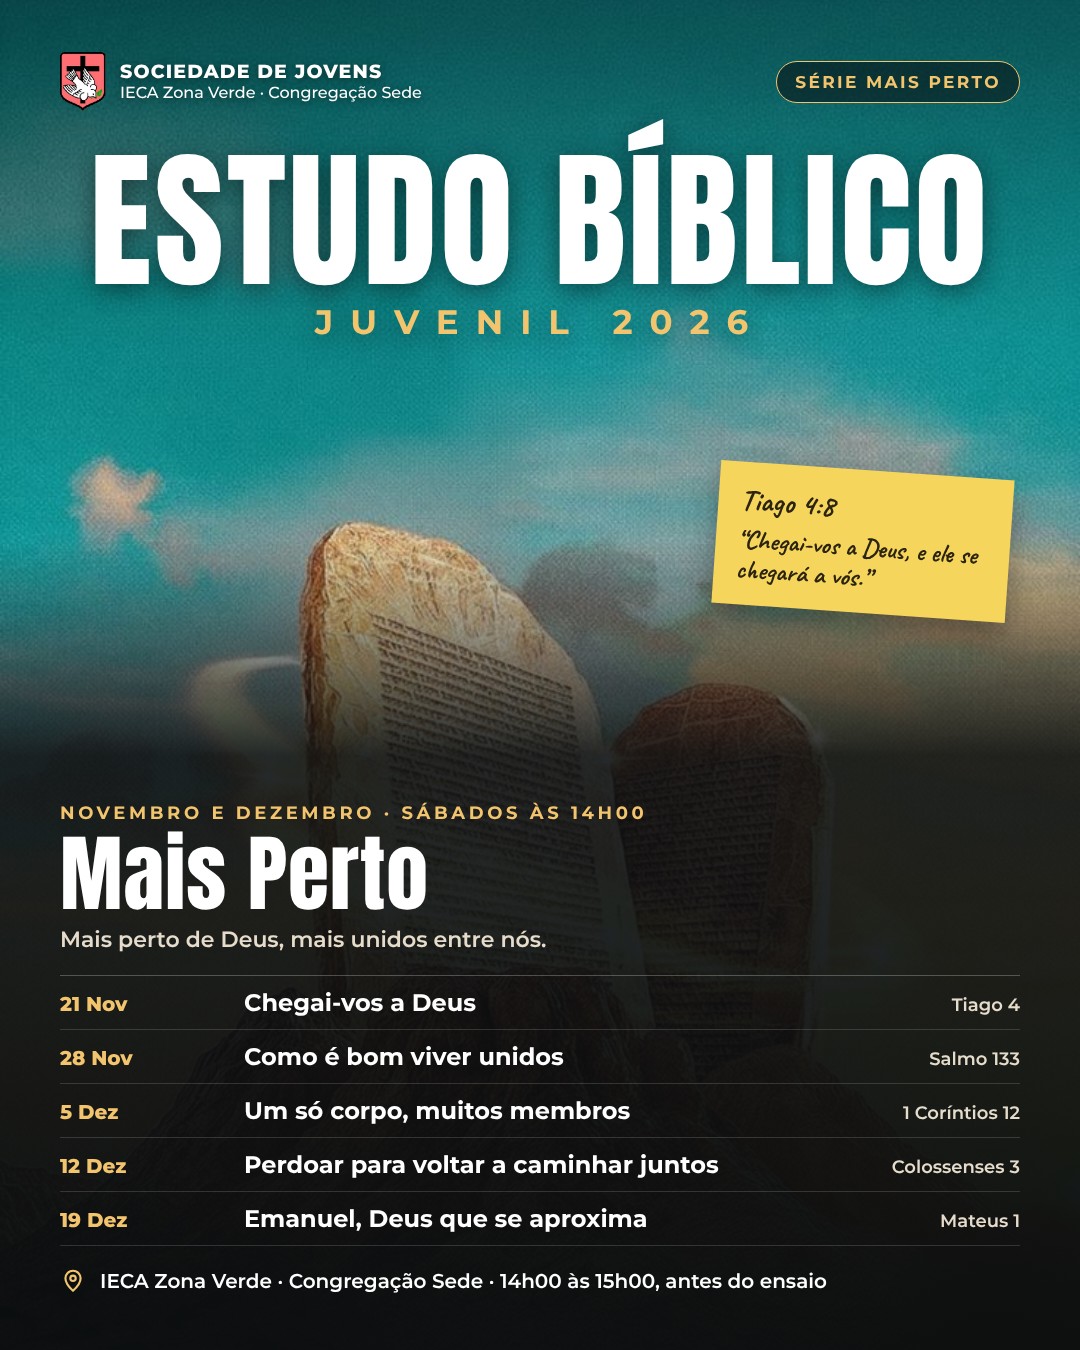 SOCIEDADE DE JOVENS
IECA Zona Verde · Congregação Sede
SÉRIE MAIS PERTO
ESTUDO BÍBLICO
JUVENIL 2026
Tiago 4:8
“Chegai-vos a Deus, e ele se
chegará a vós.”
NOVEMBRO E DEZEMBRO · SÁBADOS ÀS 14H00
Mais Perto
Mais perto de Deus, mais unidos entre nós.
21 Nov Chegai-vos a Deus Tiago 4
28 Nov Como é bom viver unidos Salmo 133
5 Dez Um só corpo, muitos membros 1 Coríntios 12
12 Dez Perdoar para voltar a caminhar juntos Colossenses 3
19 Dez Emanuel, Deus que se aproxima Mateus 1
IECA Zona Verde · Congregação Sede · 14h00 às 15h00, antes do ensaio